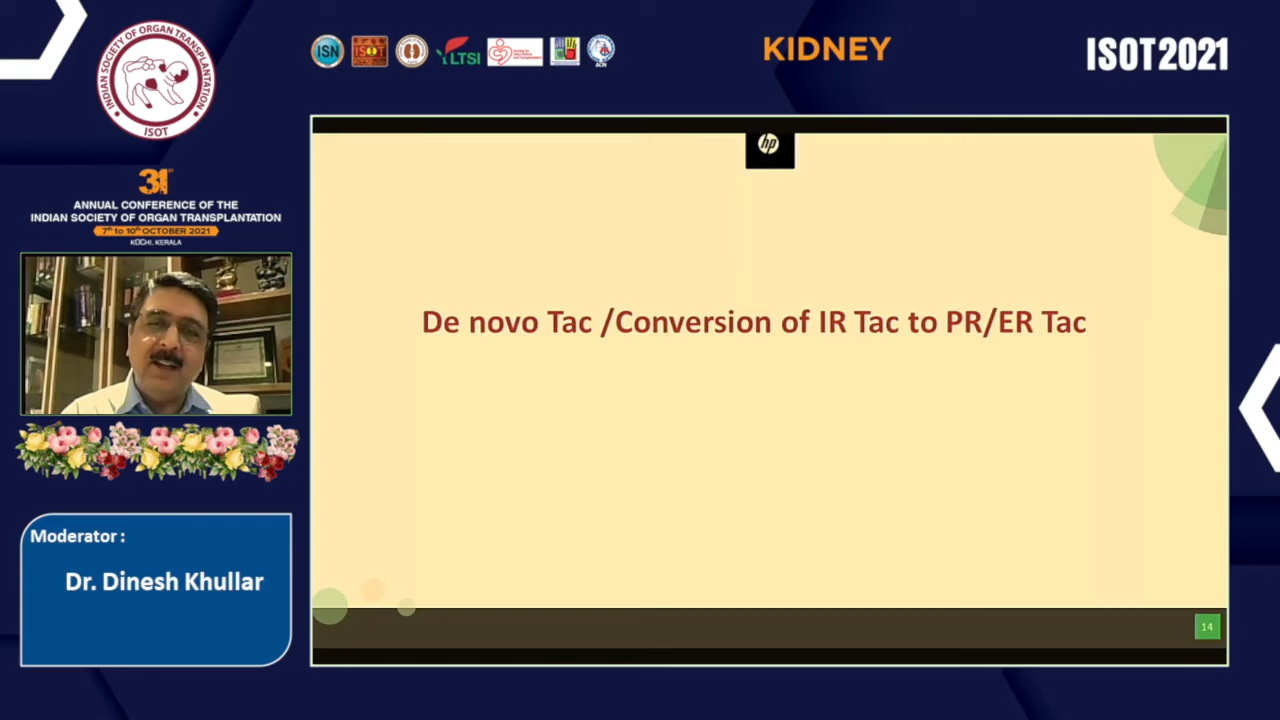 INDIAN SOCIETY OF ORGAN TRANSPLANTATION
ISOT
ISN
ISOT
LTSI
ACN
KIDNEY
ISOT2021
31st
ANNUAL CONFERENCE OF THE
INDIAN SOCIETY OF ORGAN TRANSPLANTATION
7th to 10th OCTOBER 2021
KOCHI, KERALA
hp
De novo Tac /Conversion of IR Tac to PR/ER Tac
14
Moderator :
Dr. Dinesh Khullar